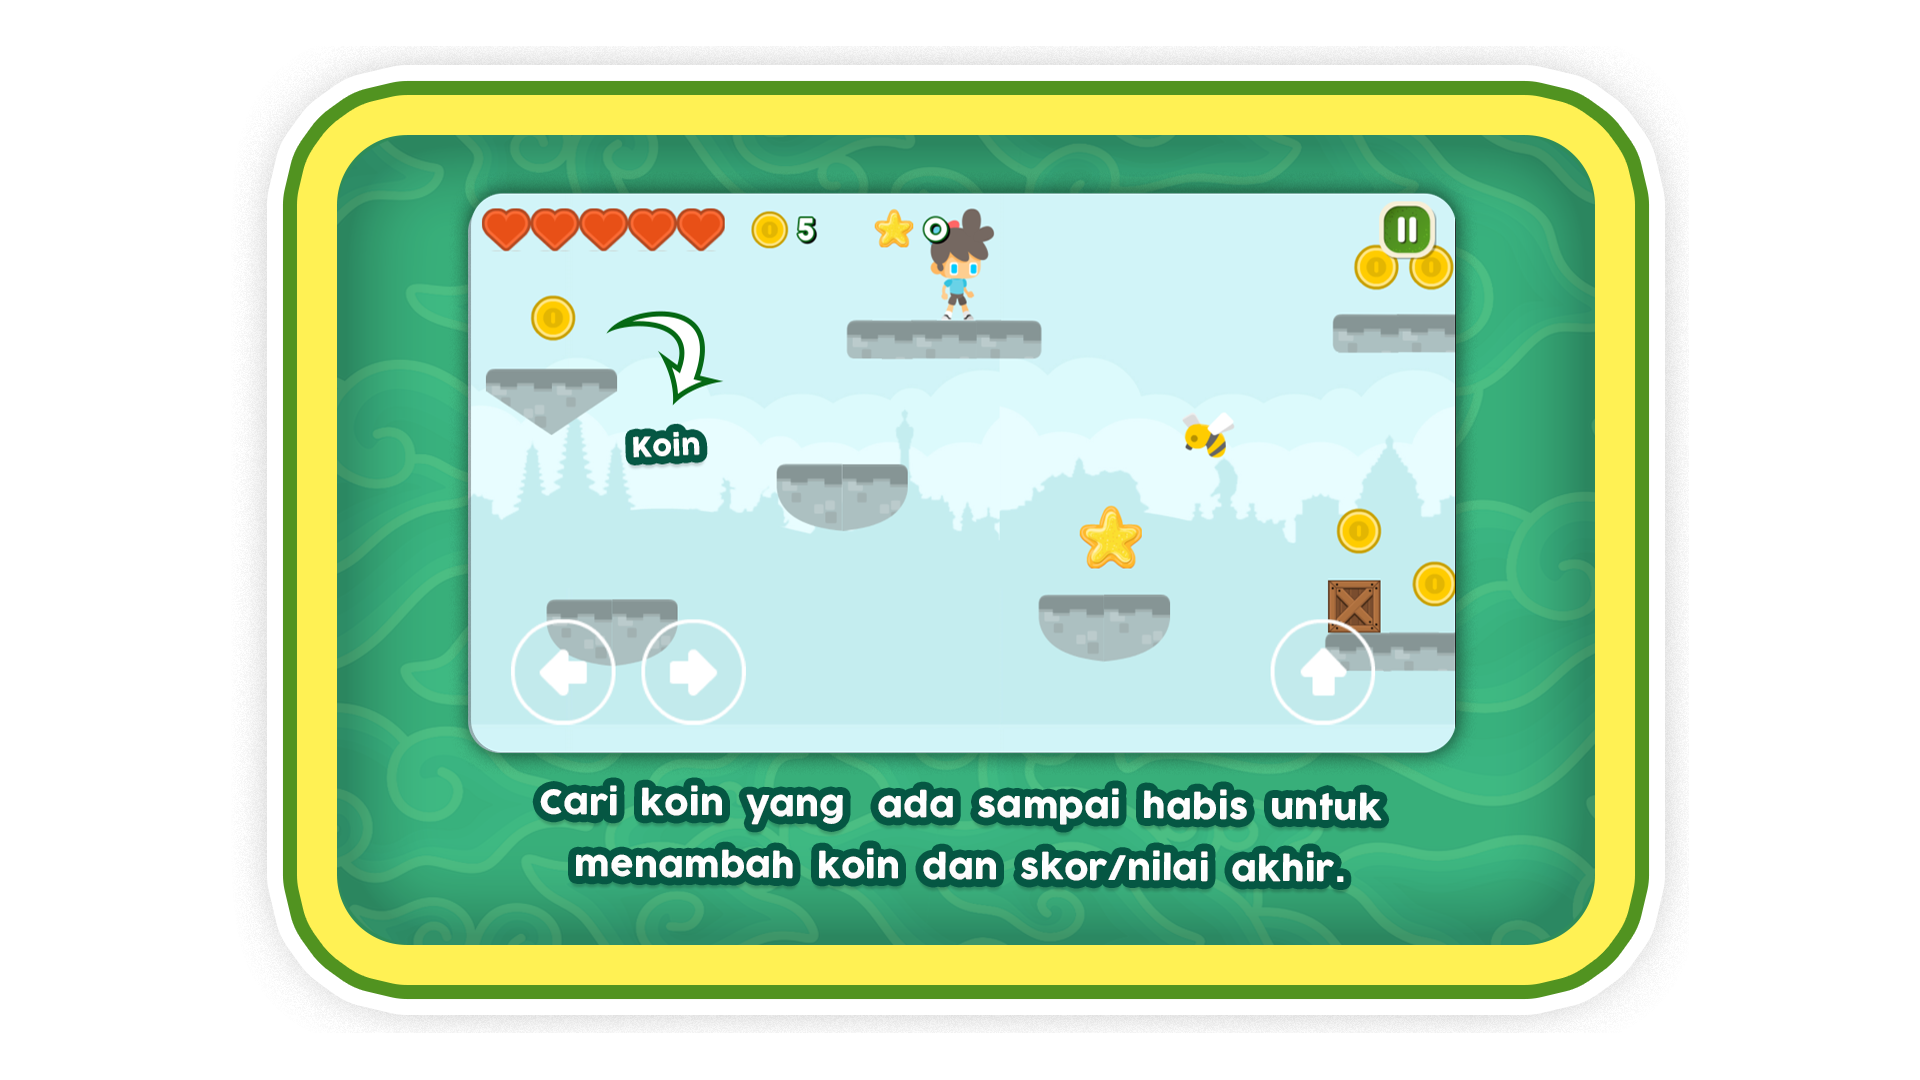 5
0
Koin
Cari koin yang ada sampai habis untuk
menambah koin dan skor/nilai akhir.